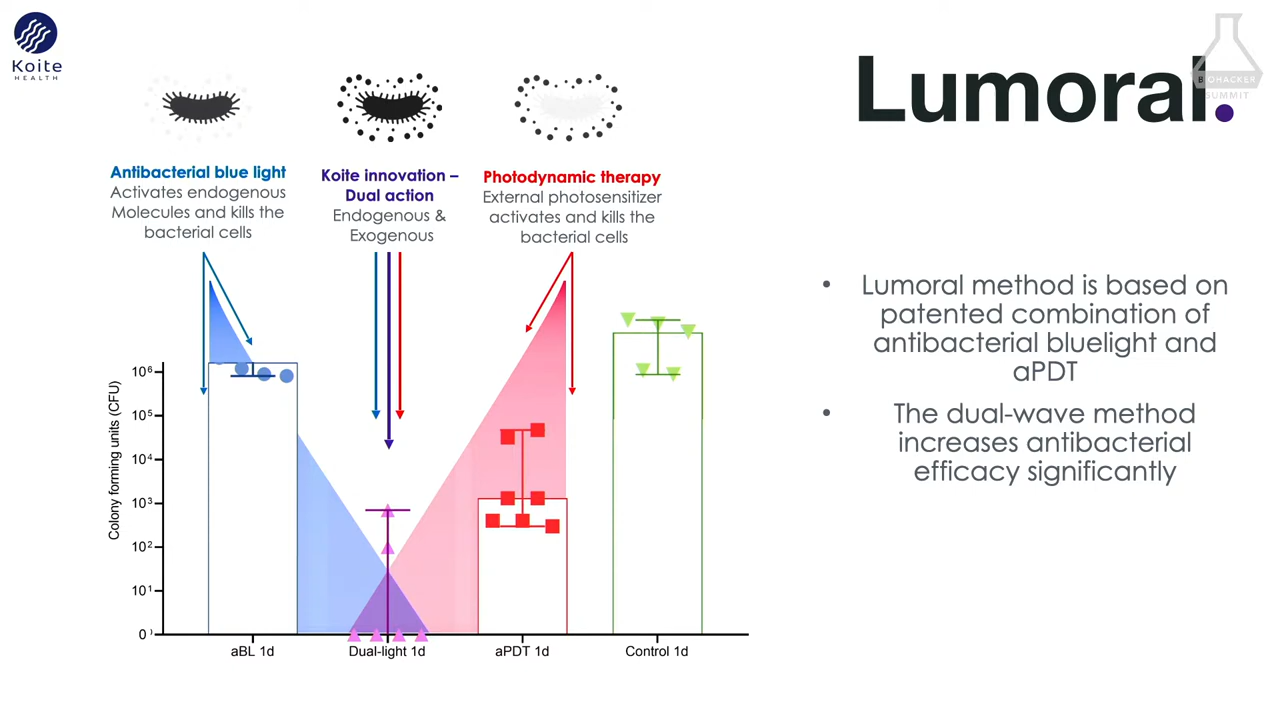 Koite
HEALTH
Lumoral.
BIOHACKER
SUMMIT
Antibacterial blue light
Activates endogenous
Molecules and kills the
bacterial cells
Koite innovation –
Dual action
Endogenous &
Exogenous
Photodynamic therapy
External photosensitizer
activates and kills the
bacterial cells
Colony forming units (CFU)
10⁶
10⁵
10⁴
10³
10²
10¹
0
aBL 1d
Dual-light 1d
aPDT 1d
Control 1d
• Lumoral method is based on
patented combination of
antibacterial bluelight and
aPDT
• The dual-wave method
increases antibacterial
efficacy significantly